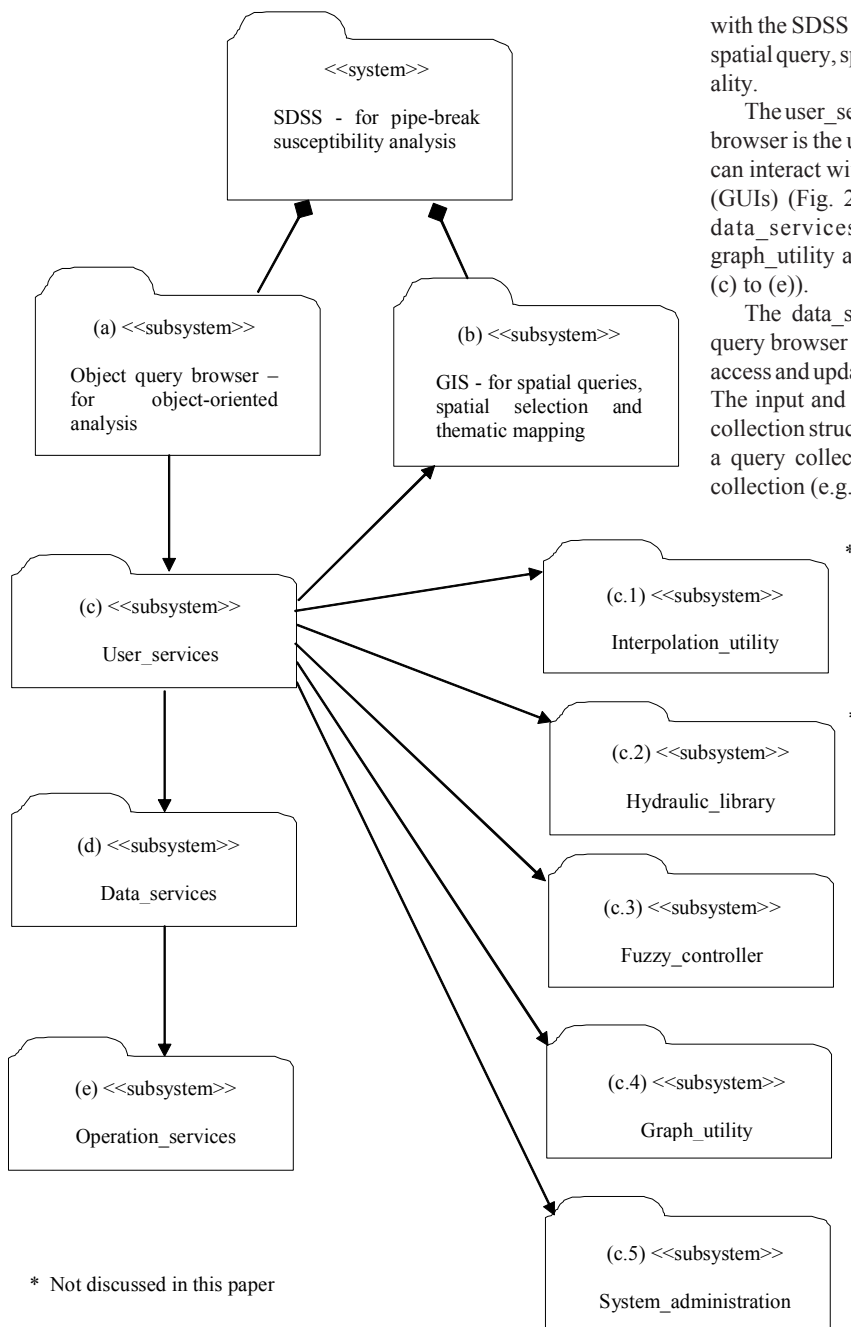 <<system>>
SDSS - for pipe-break
susceptibility analysis
(a) <<subsystem>>
Object query browser –
for object-oriented
analysis
(b) <<subsystem>>
GIS - for spatial queries,
spatial selection and
thematic mapping
(c) <<subsystem>>
User_services
(d) <<subsystem>>
Data_services
(e) <<subsystem>>
Operation_services
*
(c.1) <<subsystem>>
Interpolation_utility
*
(c.2) <<subsystem>>
Hydraulic_library
(c.3) <<subsystem>>
Fuzzy_controller
(c.4) <<subsystem>>
Graph_utility
(c.5) <<subsystem>>
System_administration
* Not discussed in this paper
with the SDSS
spatial query, sp
ality.
The user_se
browser is the u
can interact wi
(GUIs) (Fig. 2
data_services
graph_utility a
(c) to (e)).
The data_s
query browser
access and upda
The input and
collection struc
a query collec
collection (e.g.